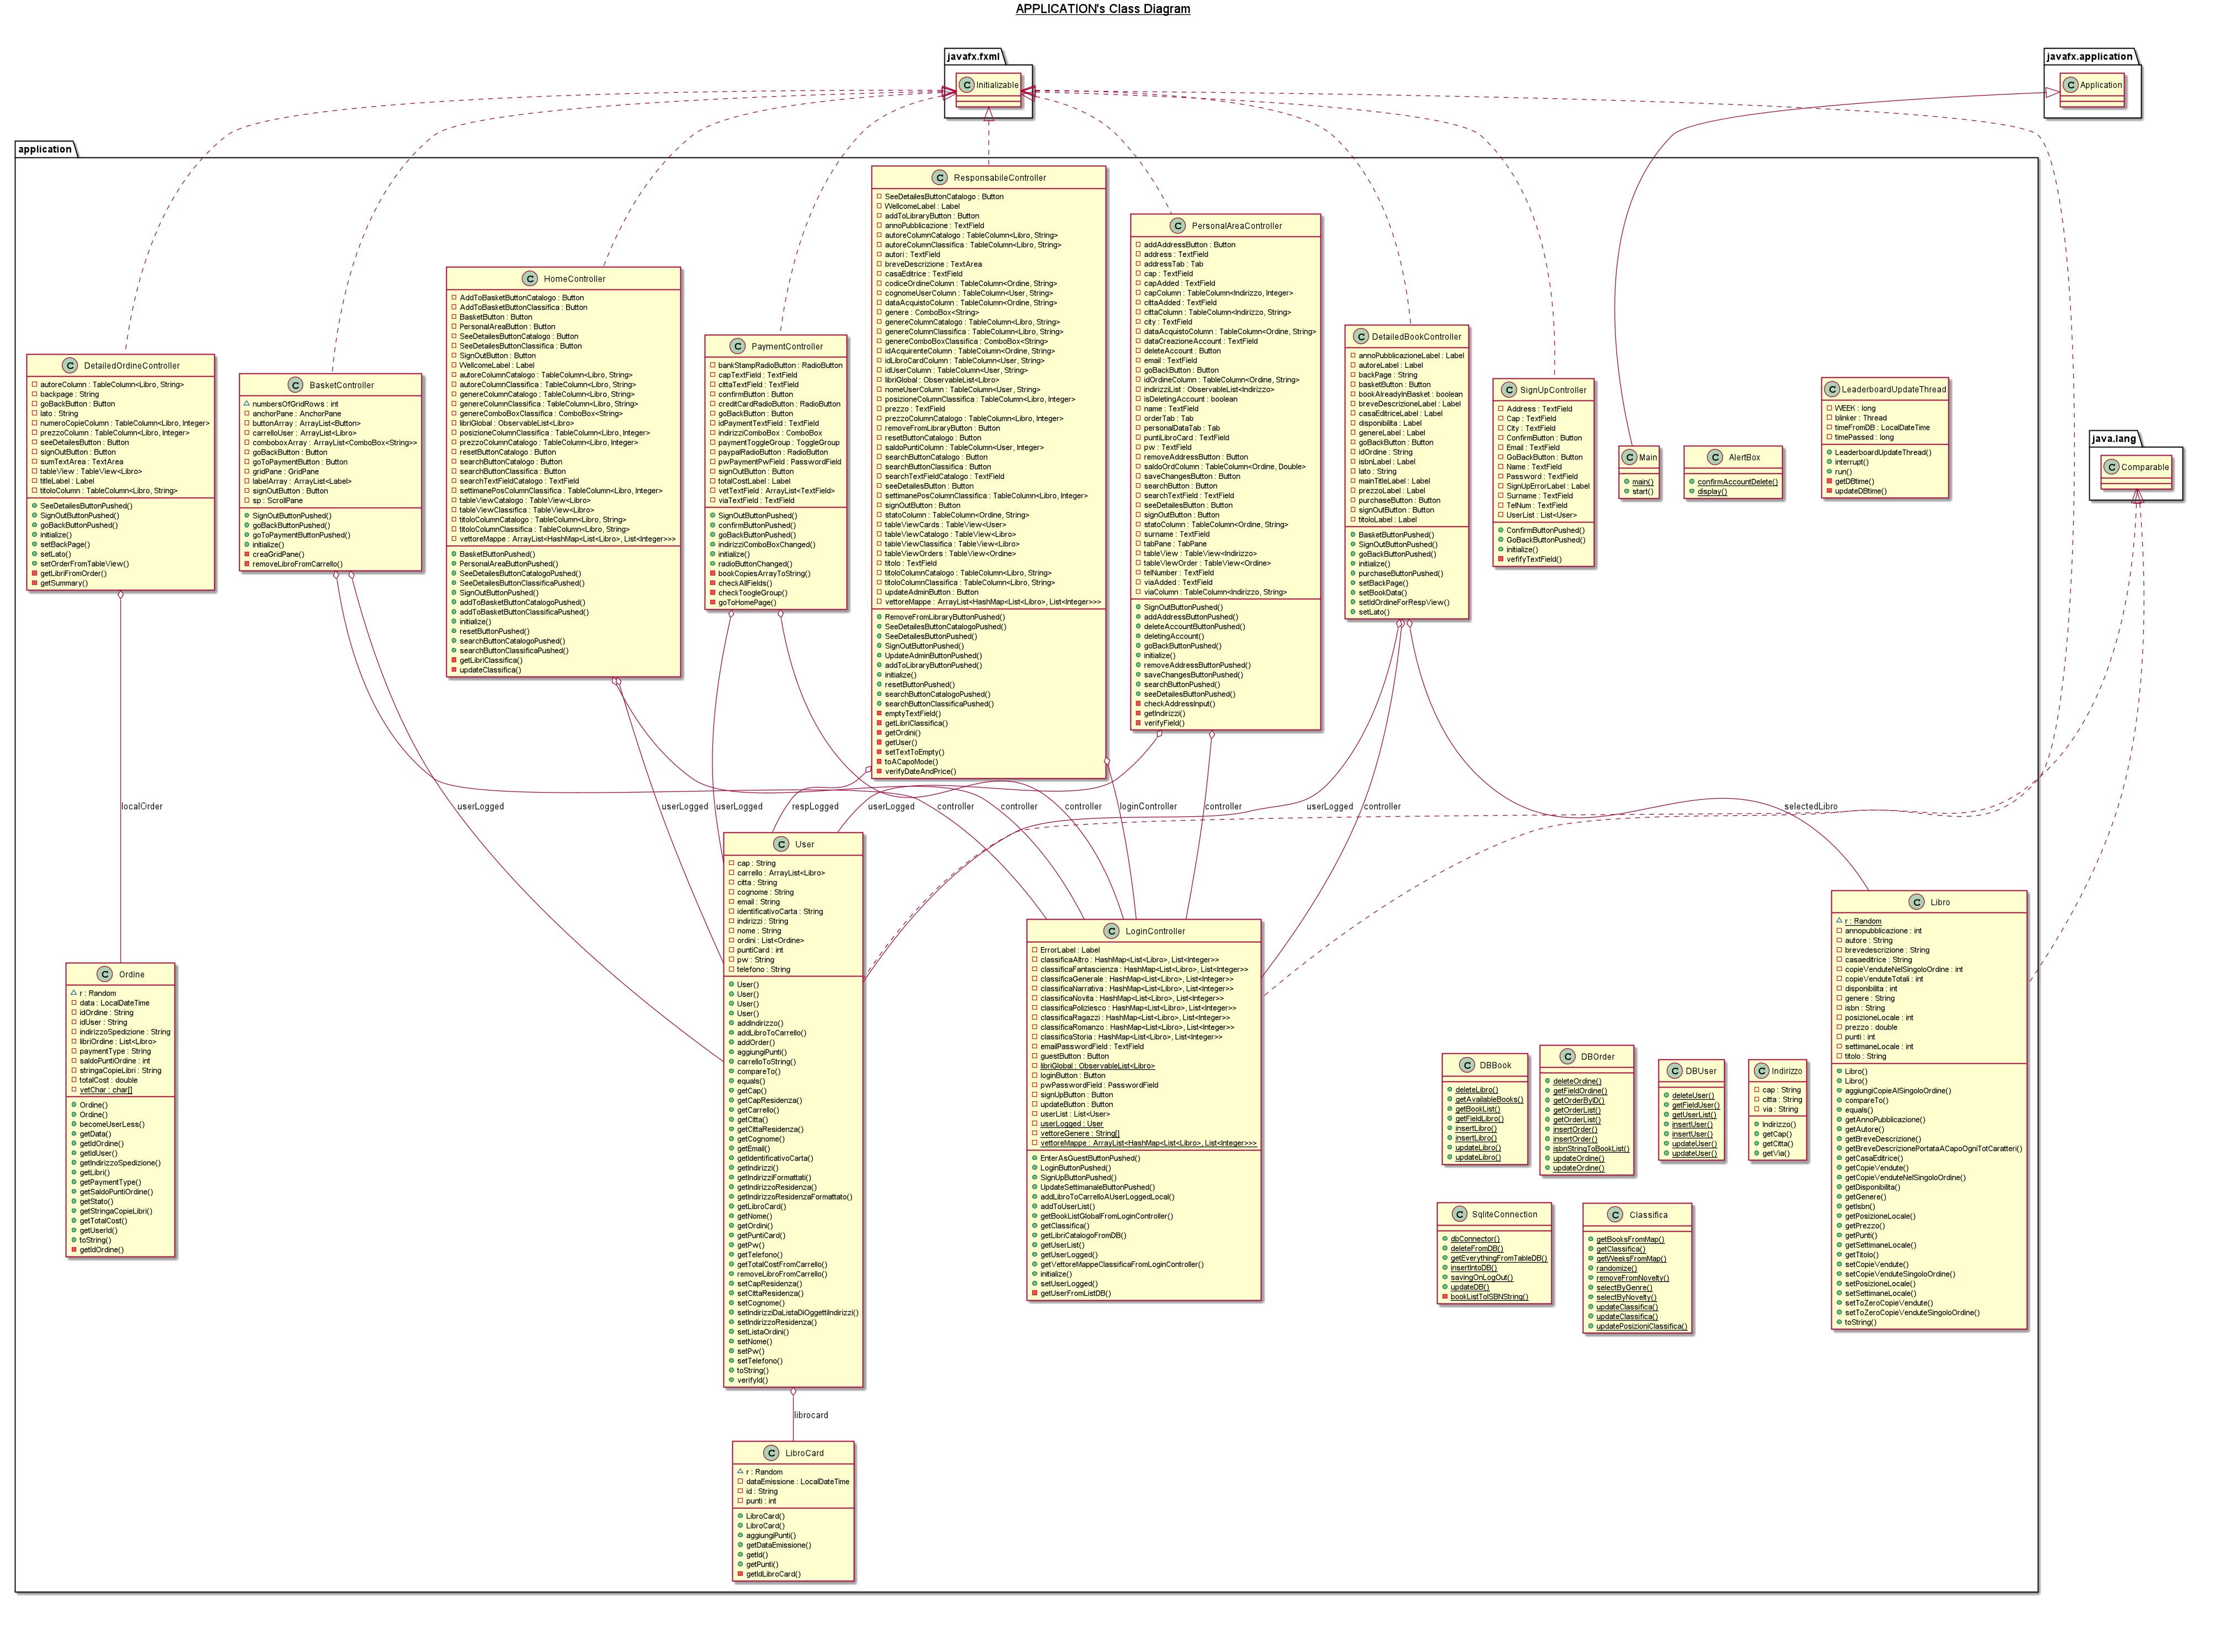 APPLICATION's Class Diagram
javafx.fxml
Initializable
javafx.application
Application
application
java.lang
Comparable
ResponsabileController
SeeDetailesButtonCatalogo : Button
WellcomeLabel : Label
addToLibraryButton : Button
annoPubblicazione : TextField
autoreColumnCatalogo : TableColumn<Libro, String>
autoreColumnClassifica : TableColumn<Libro, String>
autori : TextField
breveDescrizione : TextArea
casaEditrice : TextField
codiceOrdineColumn : TableColumn<Ordine, String>
cognomeUserColumn : TableColumn<User, String>
dataAcquistoColumn : TableColumn<Ordine, String>
genere : ComboBox<String>
genereColumnCatalogo : TableColumn<Libro, String>
genereColumnClassifica : TableColumn<Libro, String>
genereComboBoxClassifica : ComboBox<String>
idAcquirenteColumn : TableColumn<Ordine, String>
idLibroCardColumn : TableColumn<User, String>
idUserColumn : TableColumn<User, String>
libriGlobal : ObservableList<Libro>
nomeUserColumn : TableColumn<User, String>
posizioneColumnClassifica : TableColumn<Libro, Integer>
prezzo : TextField
prezzoColumnCatalogo : TableColumn<Libro, Integer>
removeFromLibraryButton : Button
resetButtonCatalogo : Button
saldoPuntiColumn : TableColumn<User, Integer>
searchButtonCatalogo : Button
searchButtonClassifica : Button
searchTextFieldCatalogo : TextField
seeDetailesButton : Button
settimanePosColumnClassifica : TableColumn<Libro, Integer>
signOutButton : Button
statoColumn : TableColumn<Ordine, String>
tableViewCards : TableView<User>
tableViewCatalogo : TableView<Libro>
tableViewClassifica : TableView<Libro>
tableViewOrders : TableView<Ordine>
titolo : TextField
titoloColumnCatalogo : TableColumn<Libro, String>
titoloColumnClassifica : TableColumn<Libro, String>
updateAdminButton : Button
vettoreMappe : ArrayList<HashMap<List<Libro>, List<Integer>>>
RemoveFromLibraryButtonPushed()
SeeDetailesButtonCatalogoPushed()
SeeDetailesButtonPushed()
SignOutButtonPushed()
UpdateAdminButtonPushed()
addToLibraryButtonPushed()
initialize()
resetButtonPushed()
searchButtonCatalogoPushed()
searchButtonClassificaPushed()
emptyTextField()
getLibriClassifica()
getOrdini()
getUser()
setTextToEmpty()
toACapoMode()
verifyDateAndPrice()
PersonalAreaController
addAddressButton : Button
address : TextField
addressTab : Tab
cap : TextField
capAdded : TextField
capColumn : TableColumn<Indirizzo, Integer>
cittaAdded : TextField
cittaColumn : TableColumn<Indirizzo, String>
city : TextField
dataAcquistoColumn : TableColumn<Ordine, String>
dataCreazioneAccount : TextField
deleteAccount : Button
email : TextField
goBackButton : Button
idOrdineColumn : TableColumn<Ordine, String>
indirizziList : ObservableList<Indirizzo>
isDeletingAccount : boolean
name : TextField
orderTab : Tab
personalDataTab : Tab
puntiLibroCard : TextField
pw : TextField
removeAddressButton : Button
saldoOrdColumn : TableColumn<Ordine, Double>
saveChangesButton : Button
searchButton : Button
searchTextField : TextField
seeDetailesButton : Button
signOutButton : Button
statoColumn : TableColumn<Ordine, String>
surname : TextField
tabPane : TabPane
tableView : TableView<Indirizzo>
tableViewOrder : TableView<Ordine>
telNumber : TextField
viaAdded : TextField
viaColumn : TableColumn<Indirizzo, String>
SignOutButtonPushed()
addAddressButtonPushed()
deleteAccountButtonPushed()
deletingAccount()
goBackButtonPushed()
initialize()
removeAddressButtonPushed()
saveChangesButtonPushed()
searchButtonPushed()
seeDetailesButtonPushed()
checkAddressInput()
getIndirizzi()
verifyField()
HomeController
AddToBasketButtonCatalogo : Button
AddToBasketButtonClassifica : Button
BasketButton : Button
PersonalAreaButton : Button
SeeDetailesButtonCatalogo : Button
SeeDetailesButtonClassifica : Button
SignOutButton : Button
WellcomeLabel : Label
autoreColumnCatalogo : TableColumn<Libro, String>
autoreColumnClassifica : TableColumn<Libro, String>
genereColumnCatalogo : TableColumn<Libro, String>
genereColumnClassifica : TableColumn<Libro, String>
genereComboBoxClassifica : ComboBox<String>
libriGlobal : ObservableList<Libro>
posizioneColumnClassifica : TableColumn<Libro, Integer>
prezzoColumnCatalogo : TableColumn<Libro, Integer>
resetButtonCatalogo : Button
searchButtonCatalogo : Button
searchButtonClassifica : Button
searchTextFieldCatalogo : TextField
settimanePosColumnClassifica : TableColumn<Libro, Integer>
tableViewCatalogo : TableView<Libro>
tableViewClassifica : TableView<Libro>
titoloColumnCatalogo : TableColumn<Libro, String>
titoloColumnClassifica : TableColumn<Libro, String>
vettoreMappe : ArrayList<HashMap<List<Libro>, List<Integer>>>
BasketButtonPushed()
PersonalAreaButtonPushed()
SeeDetailesButtonCatalogoPushed()
SeeDetailesButtonClassificaPushed()
SignOutButtonPushed()
addToBasketButtonCatalogoPushed()
addToBasketButtonClassificaPushed()
initialize()
resetButtonPushed()
searchButtonCatalogoPushed()
searchButtonClassificaPushed()
getLibriClassifica()
updateClassifica()
PaymentController
bankStampRadioButton : RadioButton
capTextField : TextField
cittaTextField : TextField
confirmButton : Button
creditCardRadioButton : RadioButton
goBackButton : Button
idPaymentTextField : TextField
indirizziComboBox : ComboBox
paymentToggleGroup : ToggleGroup
paypalRadioButton : RadioButton
pwPaymentPwField : PasswordField
signOutButton : Button
totalCostLabel : Label
vetTextField : ArrayList<TextField>
viaTextField : TextField
SignOutButtonPushed()
confirmButtonPushed()
goBackButtonPushed()
indirizziComboBoxChanged()
initialize()
radioButtonChanged()
bookCopiesArrayToString()
checkAllFields()
checkToogleGroup()
goToHomePage()
DetailedBookController
annoPubblicazioneLabel : Label
autoreLabel : Label
backPage : String
basketButton : Button
bookAlreadyInBasket : boolean
breveDescrizioneLabel : Label
casaEditriceLabel : Label
disponibilita : Label
genereLabel : Label
goBackButton : Button
idOrdine : String
isbnLabel : Label
lato : String
mainTitleLabel : Label
prezzoLabel : Label
purchaseButton : Button
signOutButton : Button
titoloLabel : Label
BasketButtonPushed()
SignOutButtonPushed()
goBackButtonPushed()
initialize()
purchaseButtonPushed()
setBackPage()
setBookData()
setIdOrdineForRespView()
setLato()
DetailedOrdineController
autoreColumn : TableColumn<Libro, String>
backpage : String
goBackButton : Button
lato : String
numeroCopieColumn : TableColumn<Libro, Integer>
prezzoColumn : TableColumn<Libro, Integer>
seeDetailesButton : Button
signOutButton : Button
sumTextArea : TextArea
tableView : TableView<Libro>
titleLabel : Label
titoloColumn : TableColumn<Libro, String>
SeeDetailesButtonPushed()
SignOutButtonPushed()
goBackButtonPushed()
initialize()
setBackPage()
setLato()
setOrderFromTableView()
getLibriFromOrder()
getSummary()
BasketController
numbersOfGridRows : int
anchorPane : AnchorPane
buttonArray : ArrayList<Button>
carrelloUser : ArrayList<Libro>
comboboxArray : ArrayList<ComboBox<String>>
goBackButton : Button
goToPaymentButton : Button
gridPane : GridPane
labelArray : ArrayList<Label>
signOutButton : Button
sp : ScrollPane
SignOutButtonPushed()
goBackButtonPushed()
goToPaymentButtonPushed()
initialize()
creaGridPane()
removeLibroFromCarrello()
SignUpController
Address : TextField
Cap : TextField
City : TextField
ConfirmButton : Button
Email : TextField
GoBackButton : Button
Name : TextField
Password : TextField
SignUpErrorLabel : Label
Surname : TextField
TelNum : TextField
UserList : List<User>
ConfirmButtonPushed()
GoBackButtonPushed()
initialize()
vefifyTextField()
Main
main()
start()
AlertBox
confirmAccountDelete()
display()
LeaderboardUpdateThread
WEEK : long
blinker : Thread
timeFromDB : LocalDateTime
timePassed : long
LeaderboardUpdateThread()
interrupt()
run()
getDBtime()
updateDBtime()
localOrder
userLogged
userLogged
userLogged
respLogged
userLogged
controller
controller
controller
loginController
controller
userLogged
controller
selectedLibro
User
cap : String
carrello : ArrayList<Libro>
citta : String
cognome : String
email : String
identificativoCarta : String
indirizzi : String
nome : String
ordini : List<Ordine>
puntiCard : int
pw : String
telefono : String
User()
User()
User()
User()
addIndirizzo()
addLibroToCarrello()
addOrder()
aggiungiPunti()
carrelloToString()
compareTo()
equals()
getCap()
getCapResidenza()
getCarrello()
getCitta()
getCittaResidenza()
getCognome()
getEmail()
getIdentificativoCarta()
getIndirizzi()
getIndirizziFormattati()
getIndirizzoResidenza()
getIndirizzoResidenzaFormattato()
getLibroCard()
getNome()
getOrdini()
getPuntiCard()
getPw()
getTelefono()
getTotalCostFromCarrello()
removeLibroFromCarrello()
setCapResidenza()
setCittaResidenza()
setCognome()
setIndirizziDaListaDiOggettiIndirizzi()
setIndirizzoResidenza()
setListaOrdini()
setNome()
setPw()
setTelefono()
toString()
verifyId()
LoginController
ErrorLabel : Label
classificaAltro : HashMap<List<Libro>, List<Integer>>
classificaFantascienza : HashMap<List<Libro>, List<Integer>>
classificaGenerale : HashMap<List<Libro>, List<Integer>>
classificaNarrativa : HashMap<List<Libro>, List<Integer>>
classificaNovita : HashMap<List<Libro>, List<Integer>>
classificaPoliziesco : HashMap<List<Libro>, List<Integer>>
classificaRagazzi : HashMap<List<Libro>, List<Integer>>
classificaRomanzo : HashMap<List<Libro>, List<Integer>>
classificaStoria : HashMap<List<Libro>, List<Integer>>
emailPasswordField : TextField
guestButton : Button
libriGlobal : ObservableList<Libro>
loginButton : Button
pwPasswordField : PasswordField
signUpButton : Button
updateButton : Button
userList : List<User>
userLogged : User
vettoreGenere : String[]
vettoreMappe : ArrayList<HashMap<List<Libro>, List<Integer>>>
EnterAsGuestButtonPushed()
LoginButtonPushed()
SignUpButtonPushed()
UpdateSettimanaleButtonPushed()
addLibroToCarrelloAUserLoggedLocal()
addToUserList()
getBookListGlobalFromLoginController()
getClassifica()
getLibriCatalogoFromDB()
getUserList()
getUserLogged()
getVettoreMappeClassificaFromLoginController()
initialize()
setUserLogged()
getUserFromListDB()
Libro
r : Random
annopubblicazione : int
autore : String
brevedescrizione : String
casaeditrice : String
copieVenduteNelSingoloOrdine : int
copieVenduteTotali : int
disponibilita : int
genere : String
isbn : String
posizioneLocale : int
prezzo : double
punti : int
settimaneLocale : int
titolo : String
Libro()
Libro()
aggiungiCopieAlSingoloOrdine()
compareTo()
equals()
getAnnoPubblicazione()
getAutore()
getBreveDescrizione()
getBreveDescrizionePortataACapoOgniTotCaratteri()
getCasaEditrice()
getCopieVendute()
getCopieVenduteNelSingoloOrdine()
getDisponibilita()
getGenere()
getIsbn()
getPosizioneLocale()
getPrezzo()
getPunti()
getSettimaneLocale()
getTitolo()
setCopieVendute()
setCopieVenduteSingoloOrdine()
setPosizioneLocale()
setSettimaneLocale()
setToZeroCopieVendute()
setToZeroCopieVenduteSingoloOrdine()
toString()
Ordine
r : Random
data : LocalDateTime
idOrdine : String
idUser : String
indirizzoSpedizione : String
libriOrdine : List<Libro>
paymentType : String
saldoPuntiOrdine : int
stringaCopieLibri : String
totalCost : double
vetChar : char[]
Ordine()
Ordine()
becomeUserLess()
getData()
getIdOrdine()
getIdUser()
getIndirizzoSpedizione()
getLibri()
getPaymentType()
getSaldoPuntiOrdine()
getStato()
getStringaCopieLibri()
getTotalCost()
getUserId()
toString()
getIdOrdine()
DBBook
deleteLibro()
getAvailableBooks()
getBookList()
getFieldLibro()
insertLibro()
insertLibro()
updateLibro()
updateLibro()
DBOrder
deleteOrdine()
getFieldOrdine()
getOrderByID()
getOrderList()
getOrderList()
insertOrder()
insertOrder()
isbnStringToBookList()
updateOrdine()
updateOrdine()
DBUser
deleteUser()
getFieldUser()
getUserList()
insertUser()
insertUser()
updateUser()
updateUser()
Indirizzo
cap : String
citta : String
via : String
Indirizzo()
getCap()
getCitta()
getVia()
SqliteConnection
dbConnector()
deleteFromDB()
getEverythingFromTableDB()
insertIntoDB()
savingOnLogOut()
updateDB()
bookListToISBNString()
Classifica
getBooksFromMap()
getClassifica()
getWeeksFromMap()
randomize()
removeFromNovelty()
selectByGenre()
selectByNovelty()
updateClassifica()
updateClassifica()
updatePosizioniClassifica()
librocard
LibroCard
r : Random
dataEmissione : LocalDateTime
id : String
punti : int
LibroCard()
LibroCard()
aggiungiPunti()
getDataEmissione()
getId()
getPunti()
getIdLibroCard()